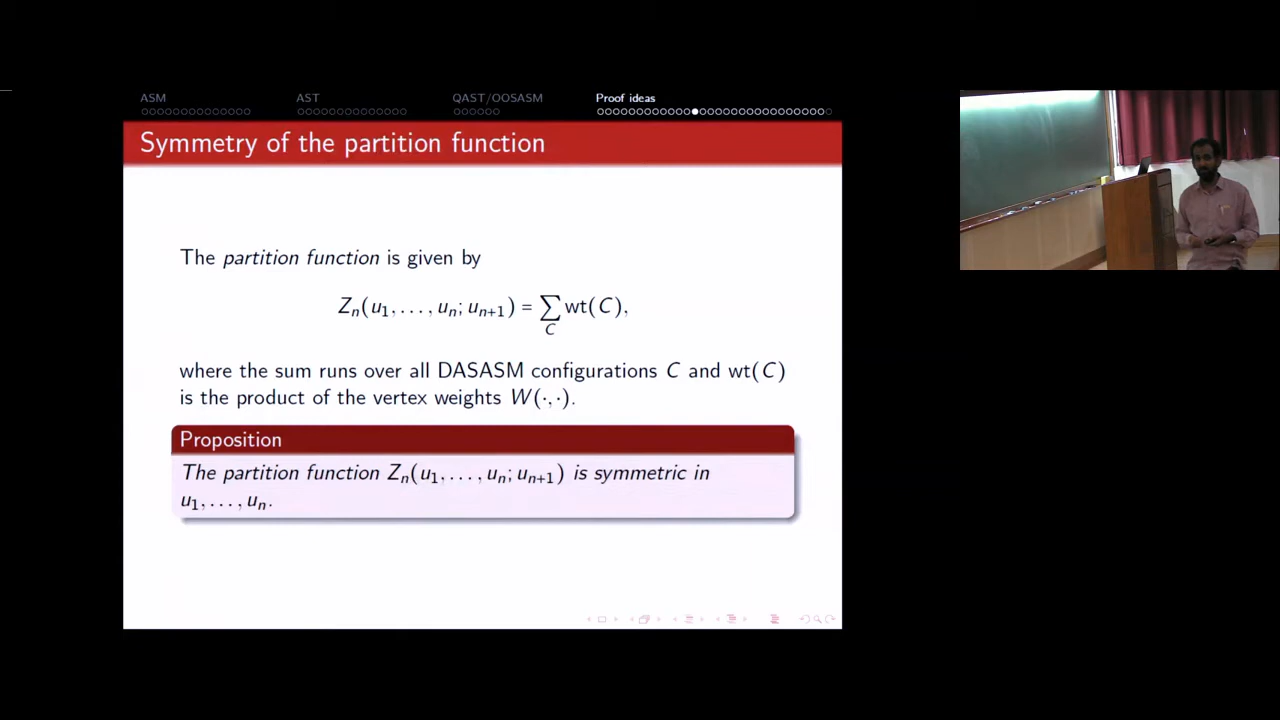 ASM AST QAST/OOSASM Proof ideas
Symmetry of the partition function
The partition function is given by
Zₙ(u₁, . . . , uₙ; uₙ₊₁) = ∑ wt(C),
C
where the sum runs over all DASASM configurations C and wt(C)
is the product of the vertex weights W(·, ·).
Proposition
The partition function Zₙ(u₁, . . . , uₙ; uₙ₊₁) is symmetric in
u₁, . . . , uₙ.